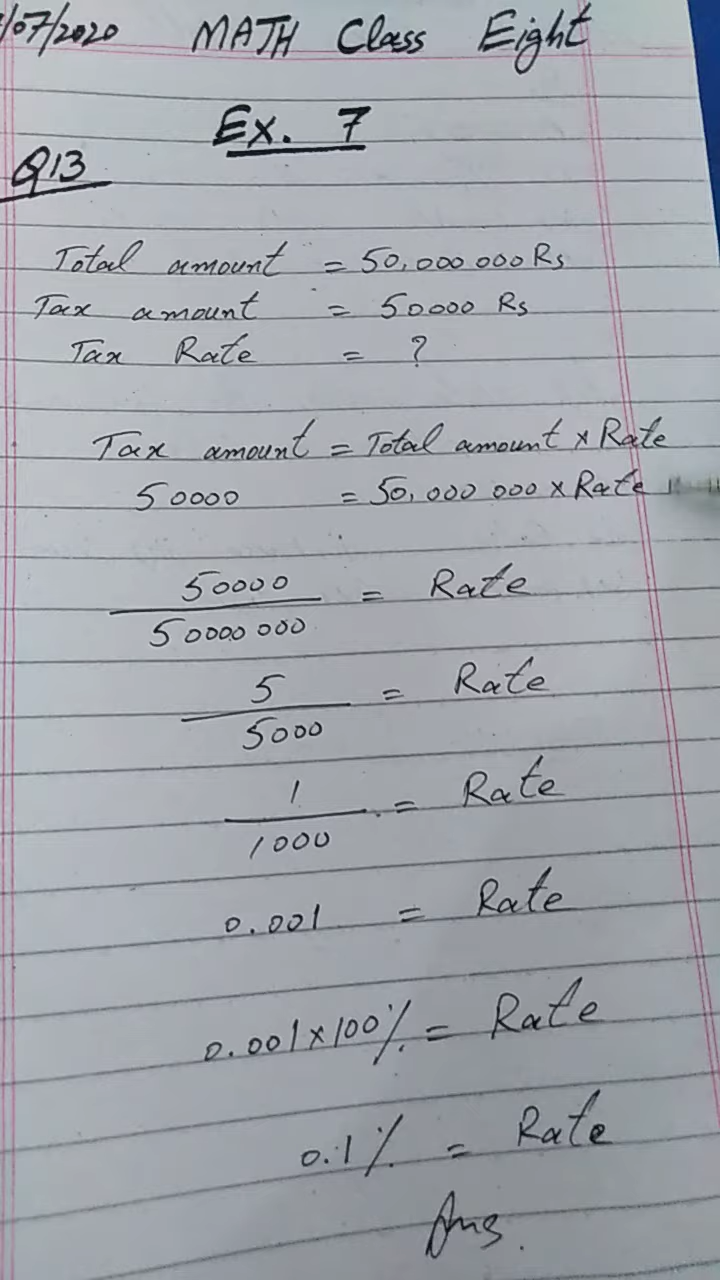 /07/2020 MATH Class Eight
Ex. 7
Q13
Total amount = 50,000 000 Rs
Tax amount = 50000 Rs
Tax Rate = ?
Tax amount = Total amount × Rate
50000 = 50,000 000 × Rate
50000 / 50000 000 = Rate
5 / 5000 = Rate
1 / 1000 = Rate
0.001 = Rate
0.001 × 100% = Rate
0.1% = Rate
Ans.